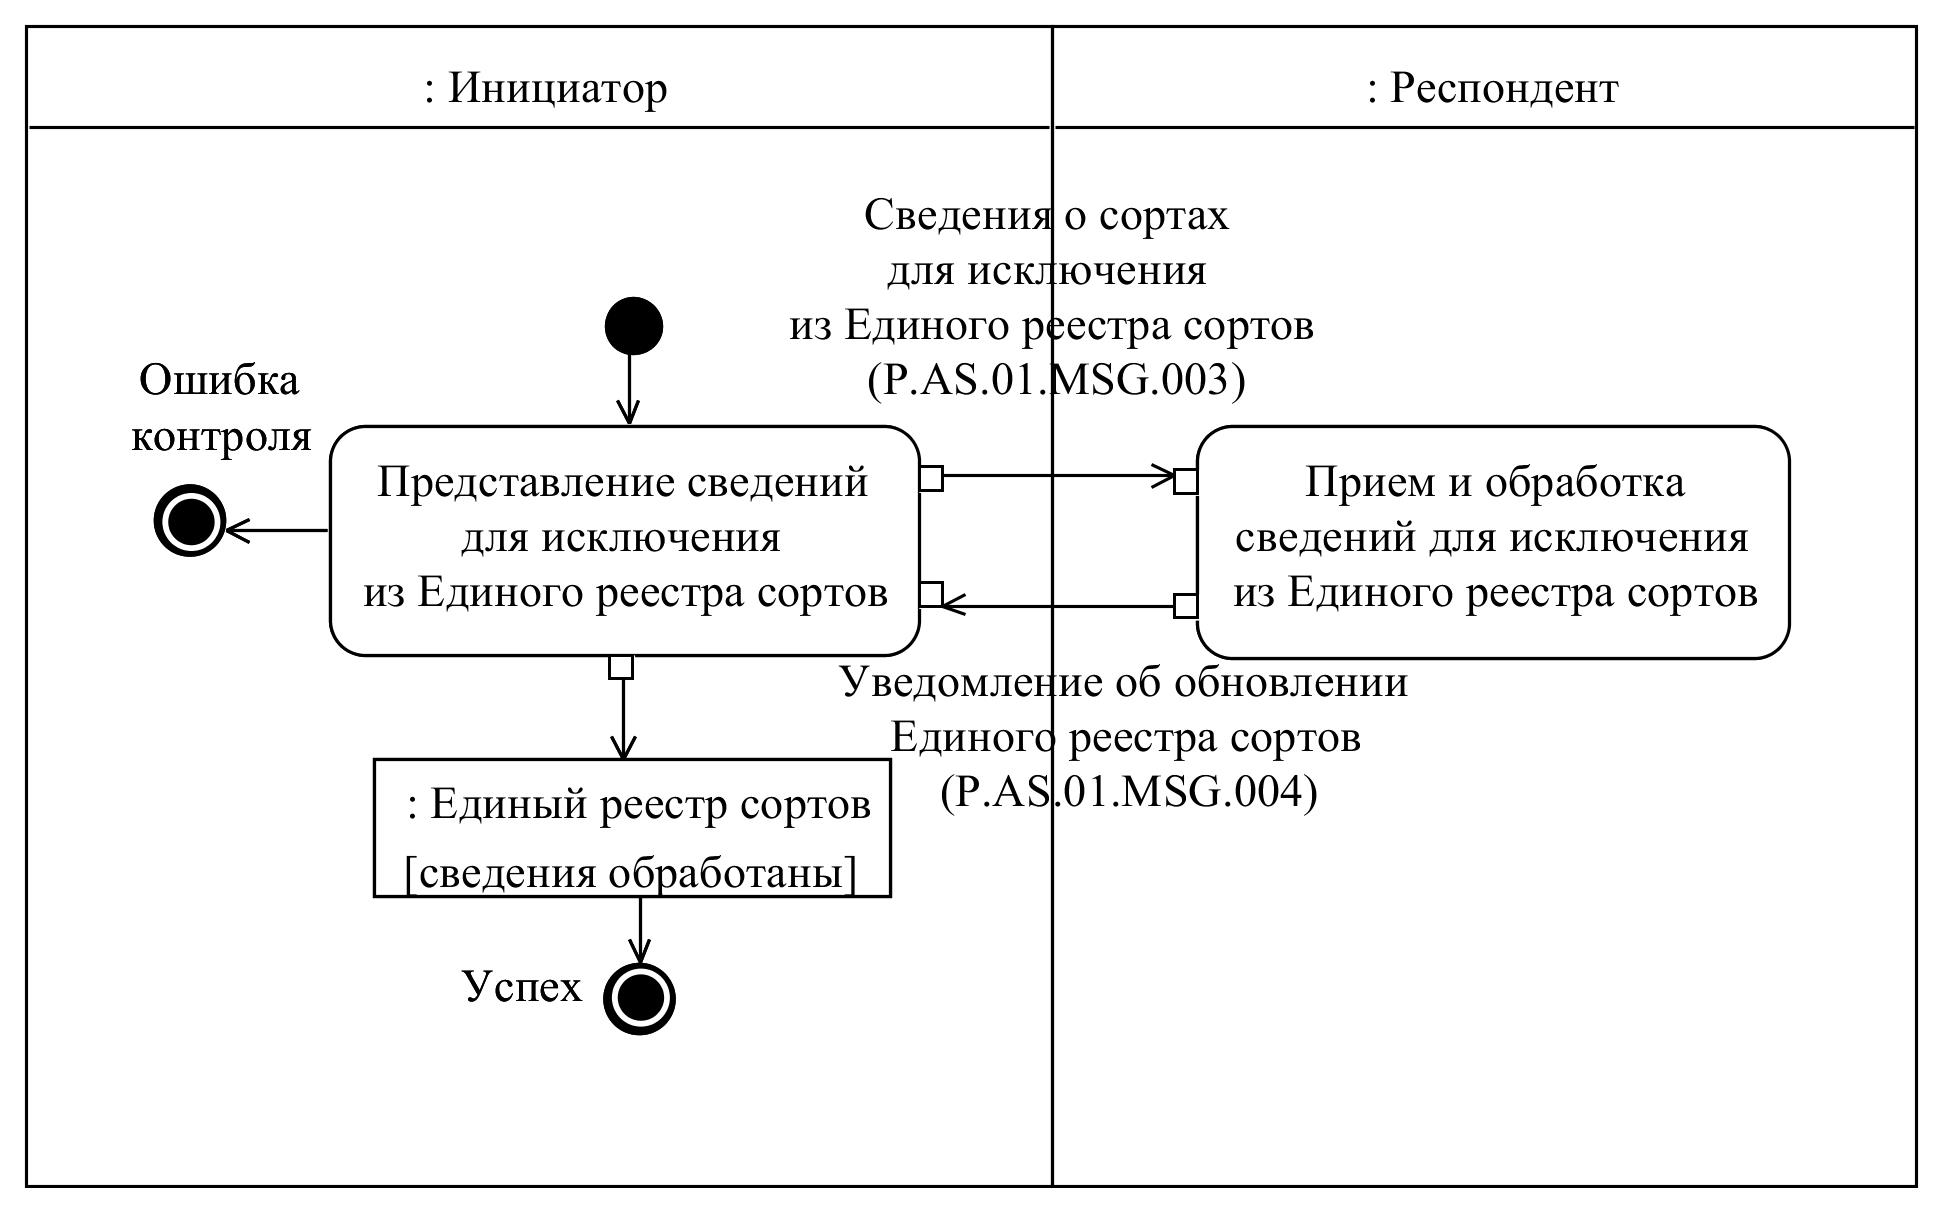 : Инициатор
: Респондент
Сведения о сортах
для исключения
из Единого реестра сортов
(P.AS.01.MSG.003)
Ошибка
контроля
Представление сведений
для исключения
из Единого реестра сортов
Прием и обработка
сведений для исключения
из Единого реестра сортов
Уведомление об обновлении
Единого реестра сортов
(P.AS.01.MSG.004)
: Единый реестр сортов
[сведения обработаны]
Успех